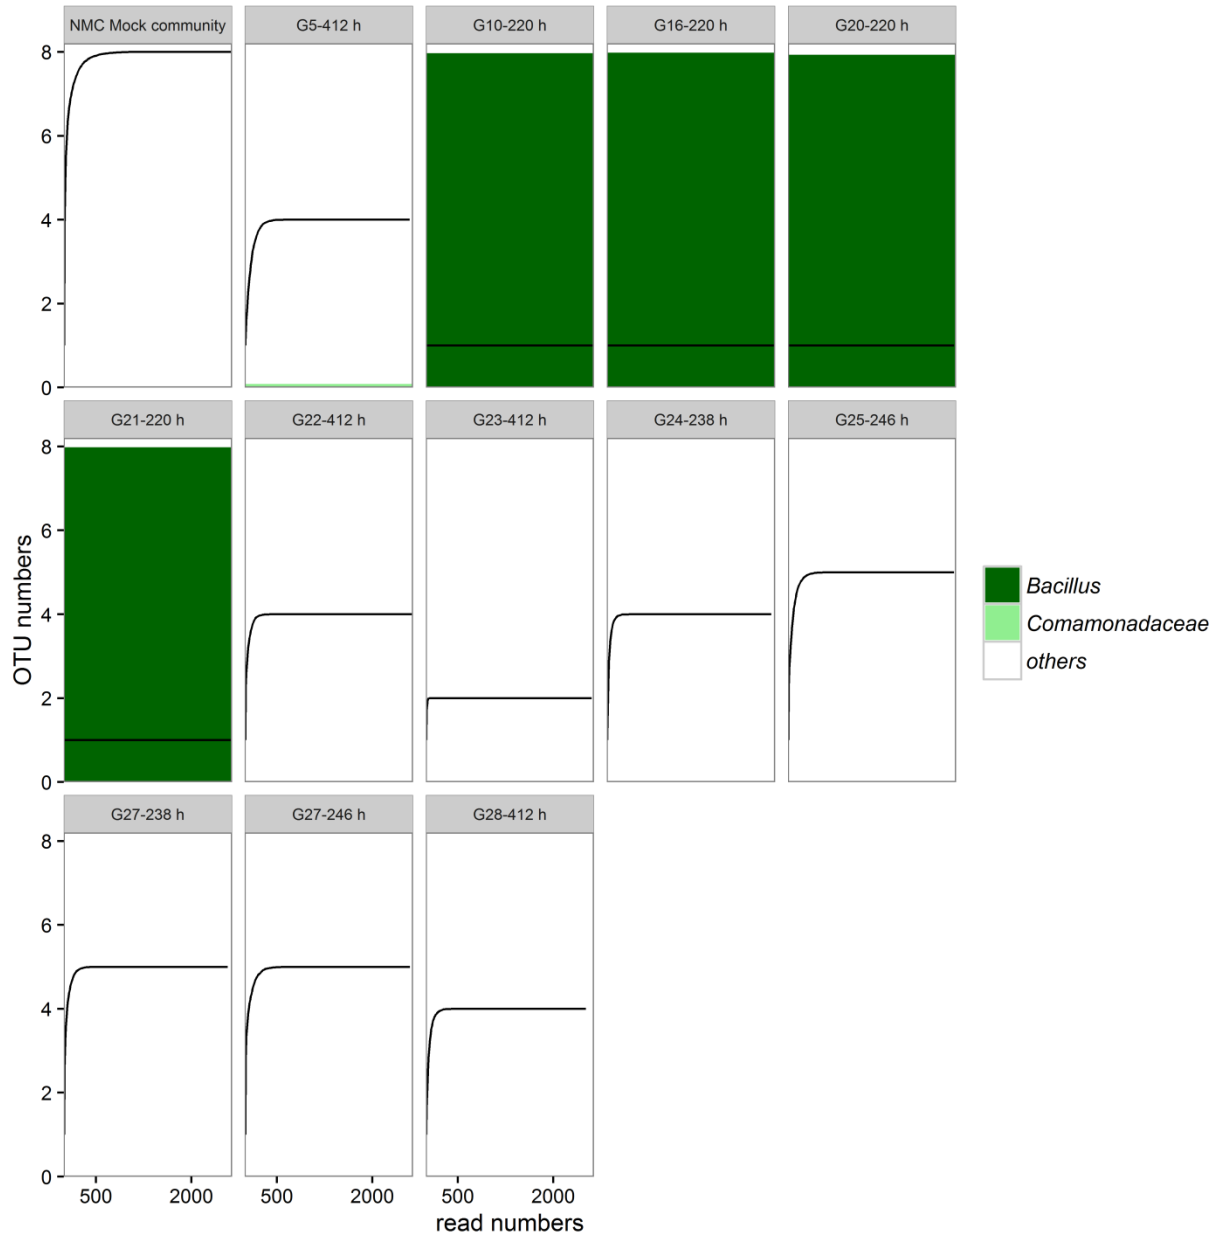 NMC Mock community G5-412 h G10-220 h G16-220 h G20-220 h
8
6
4
2
0
G21-220 h G22-412 h G23-412 h G24-238 h G25-246 h
8
6
4
2
0
OTU numbers
Bacillus
Comamonadaceae
others
G27-238 h G27-246 h G28-412 h
8
6
4
2
0
500 2000 500 2000 500 2000
read numbers